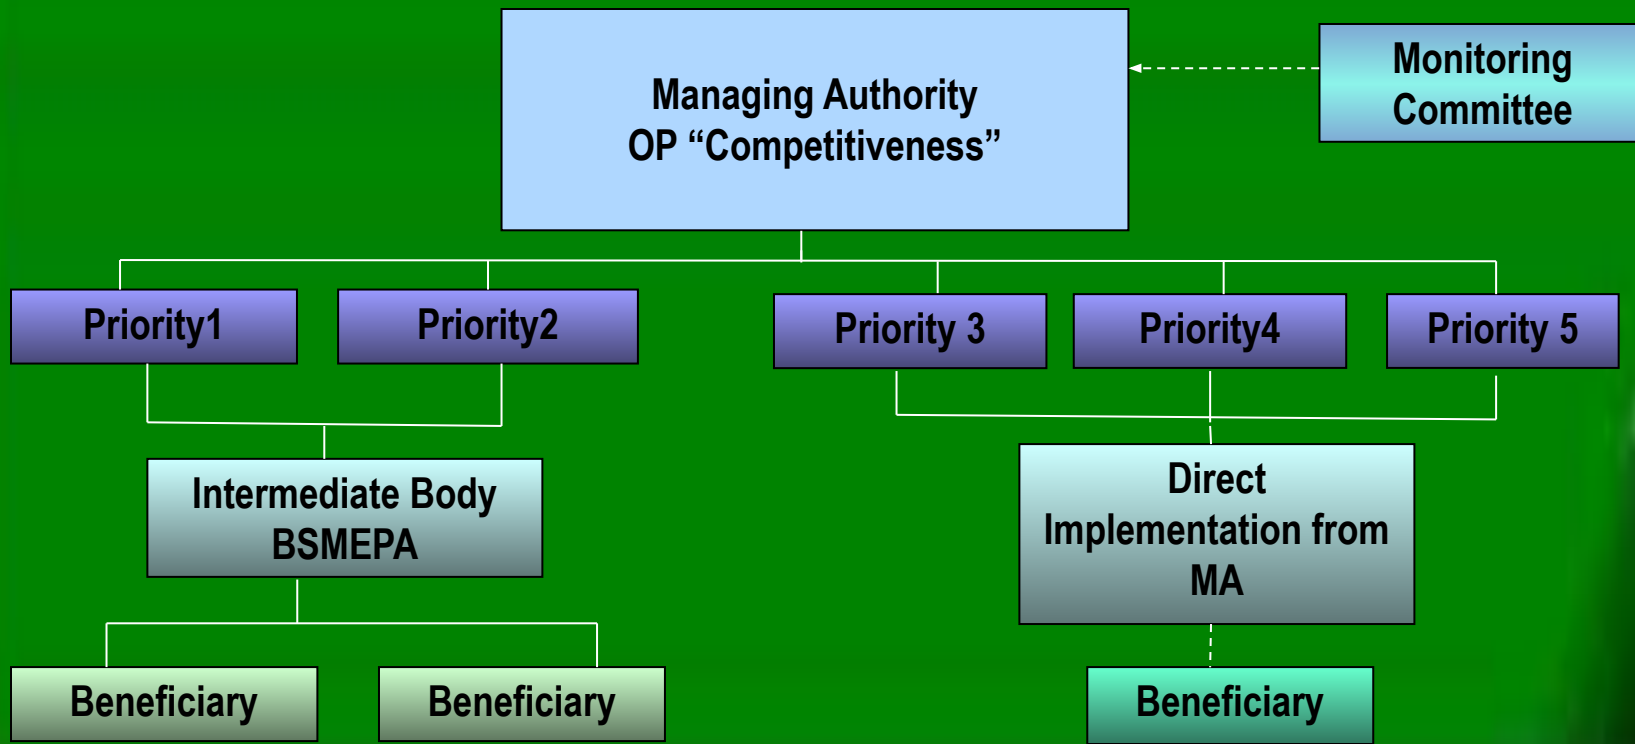 Managing Authority
OP “Competitiveness”
Monitoring
Committee
Priority1
Priority2
Priority 3
Priority4
Priority 5
Intermediate Body
BSMEPA
Direct
Implementation from
MA
Beneficiary
Beneficiary
Beneficiary